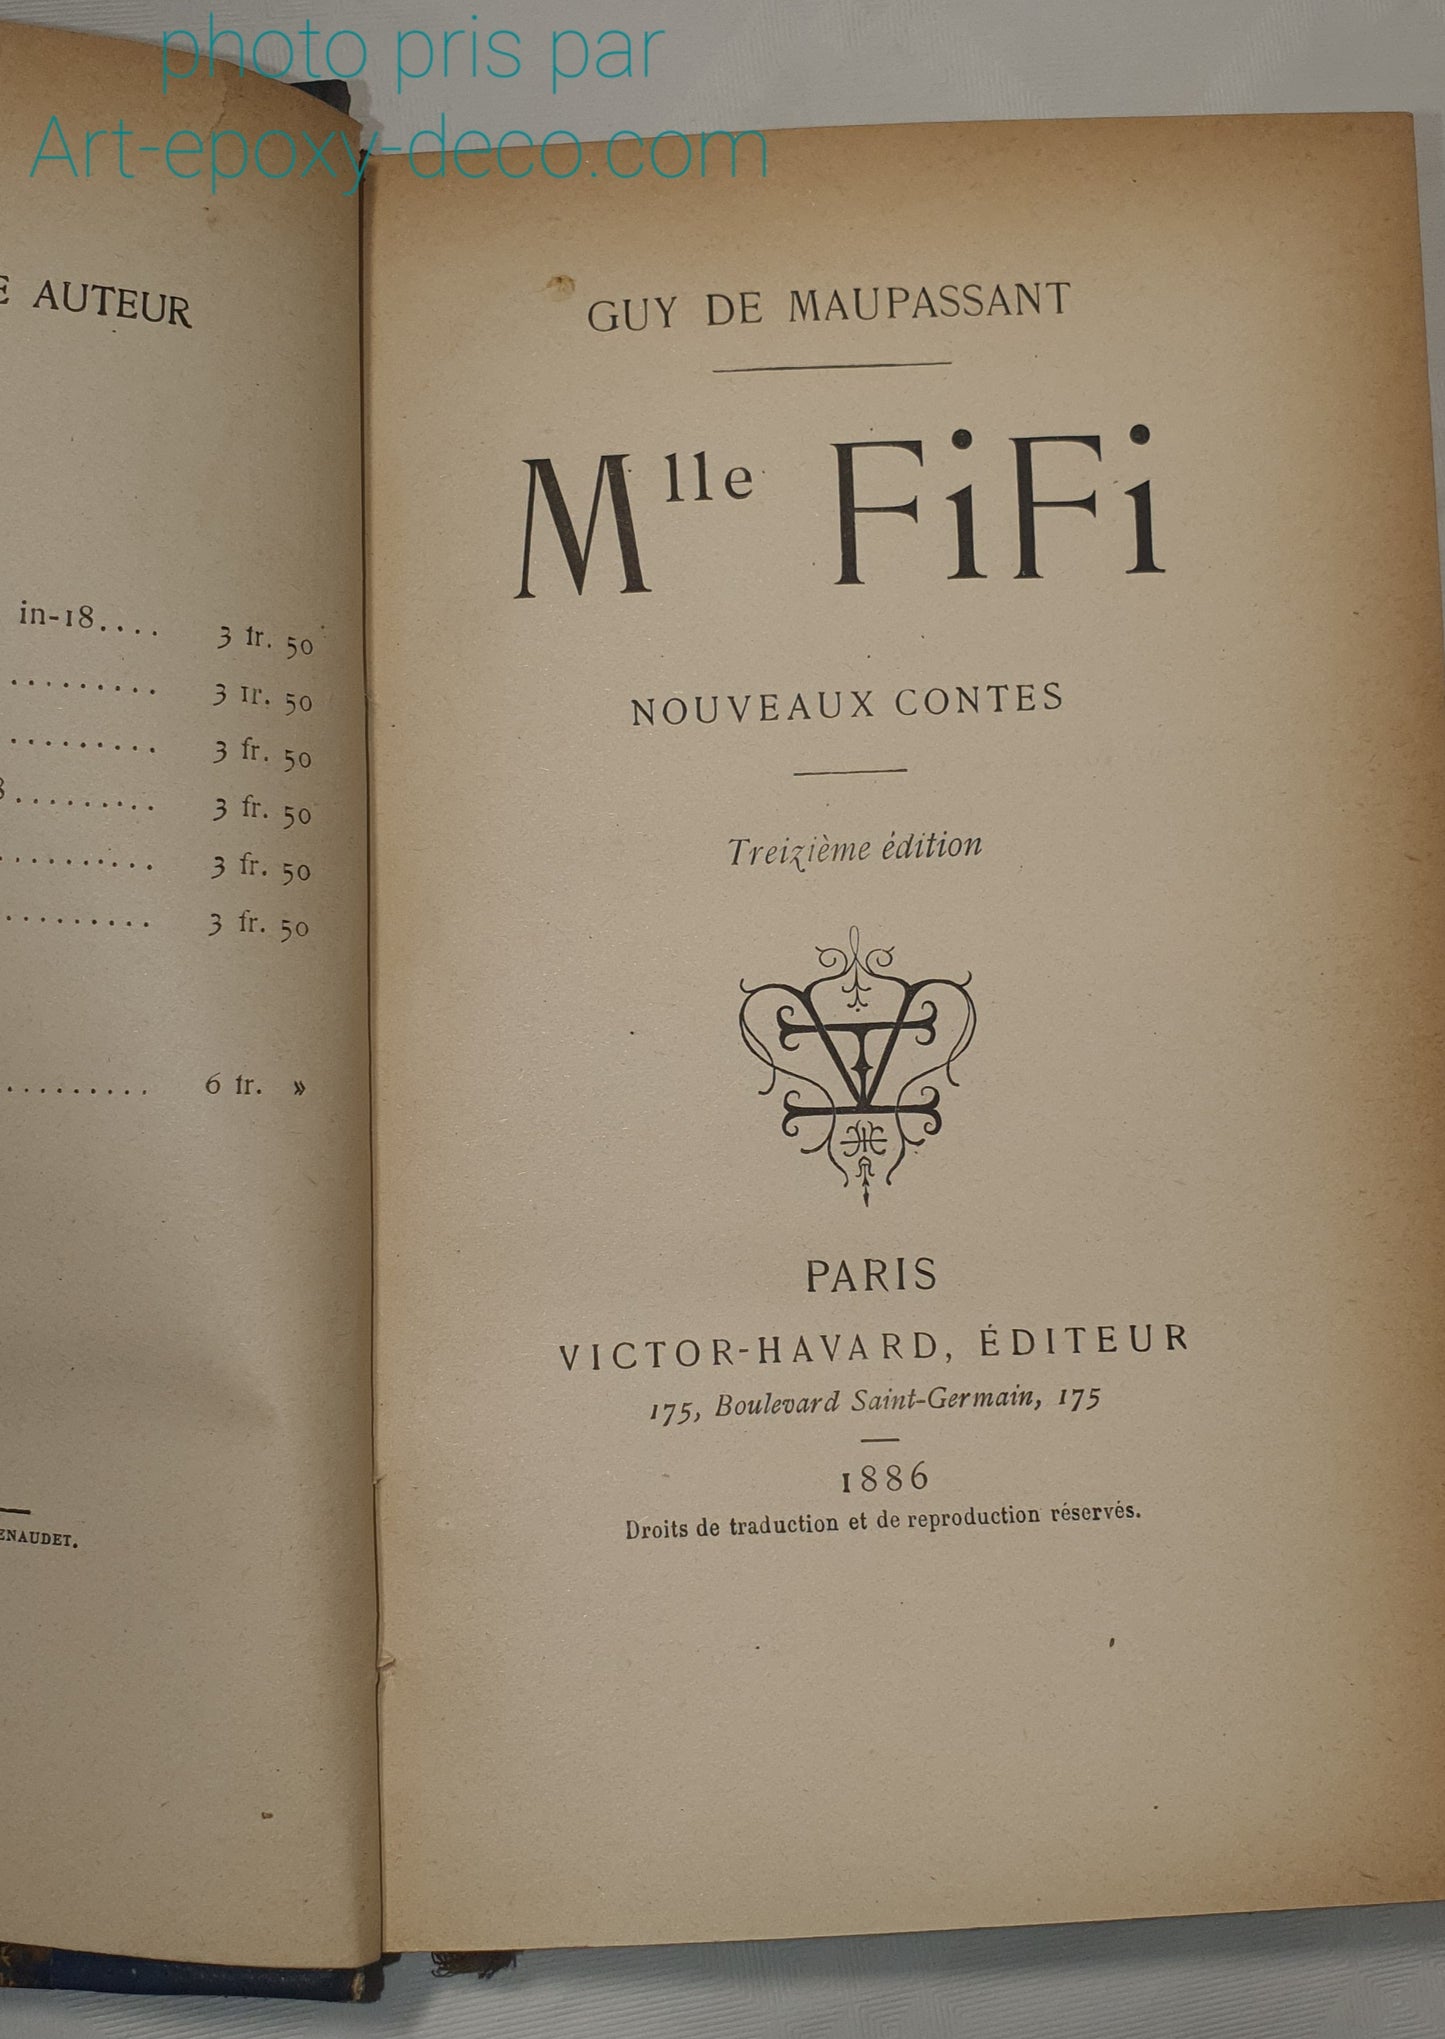 photo pris par
Art-epoxy-deco.com
AUTEUR
in-18.... 3 fr. 50
......... 3 fr. 50
......... 3 fr. 50
8......... 3 fr. 50
.......... 3 fr. 50
......... 3 fr. 50
......... 6 fr. »
ENAUDET.
GUY DE MAUPASSANT
Mlle FiFi
NOUVEAUX CONTES
Treizième édition
PARIS
VICTOR-HAVARD, ÉDITEUR
175, Boulevard Saint-Germain, 175
1886
Droits de traduction et de reproduction réservés.